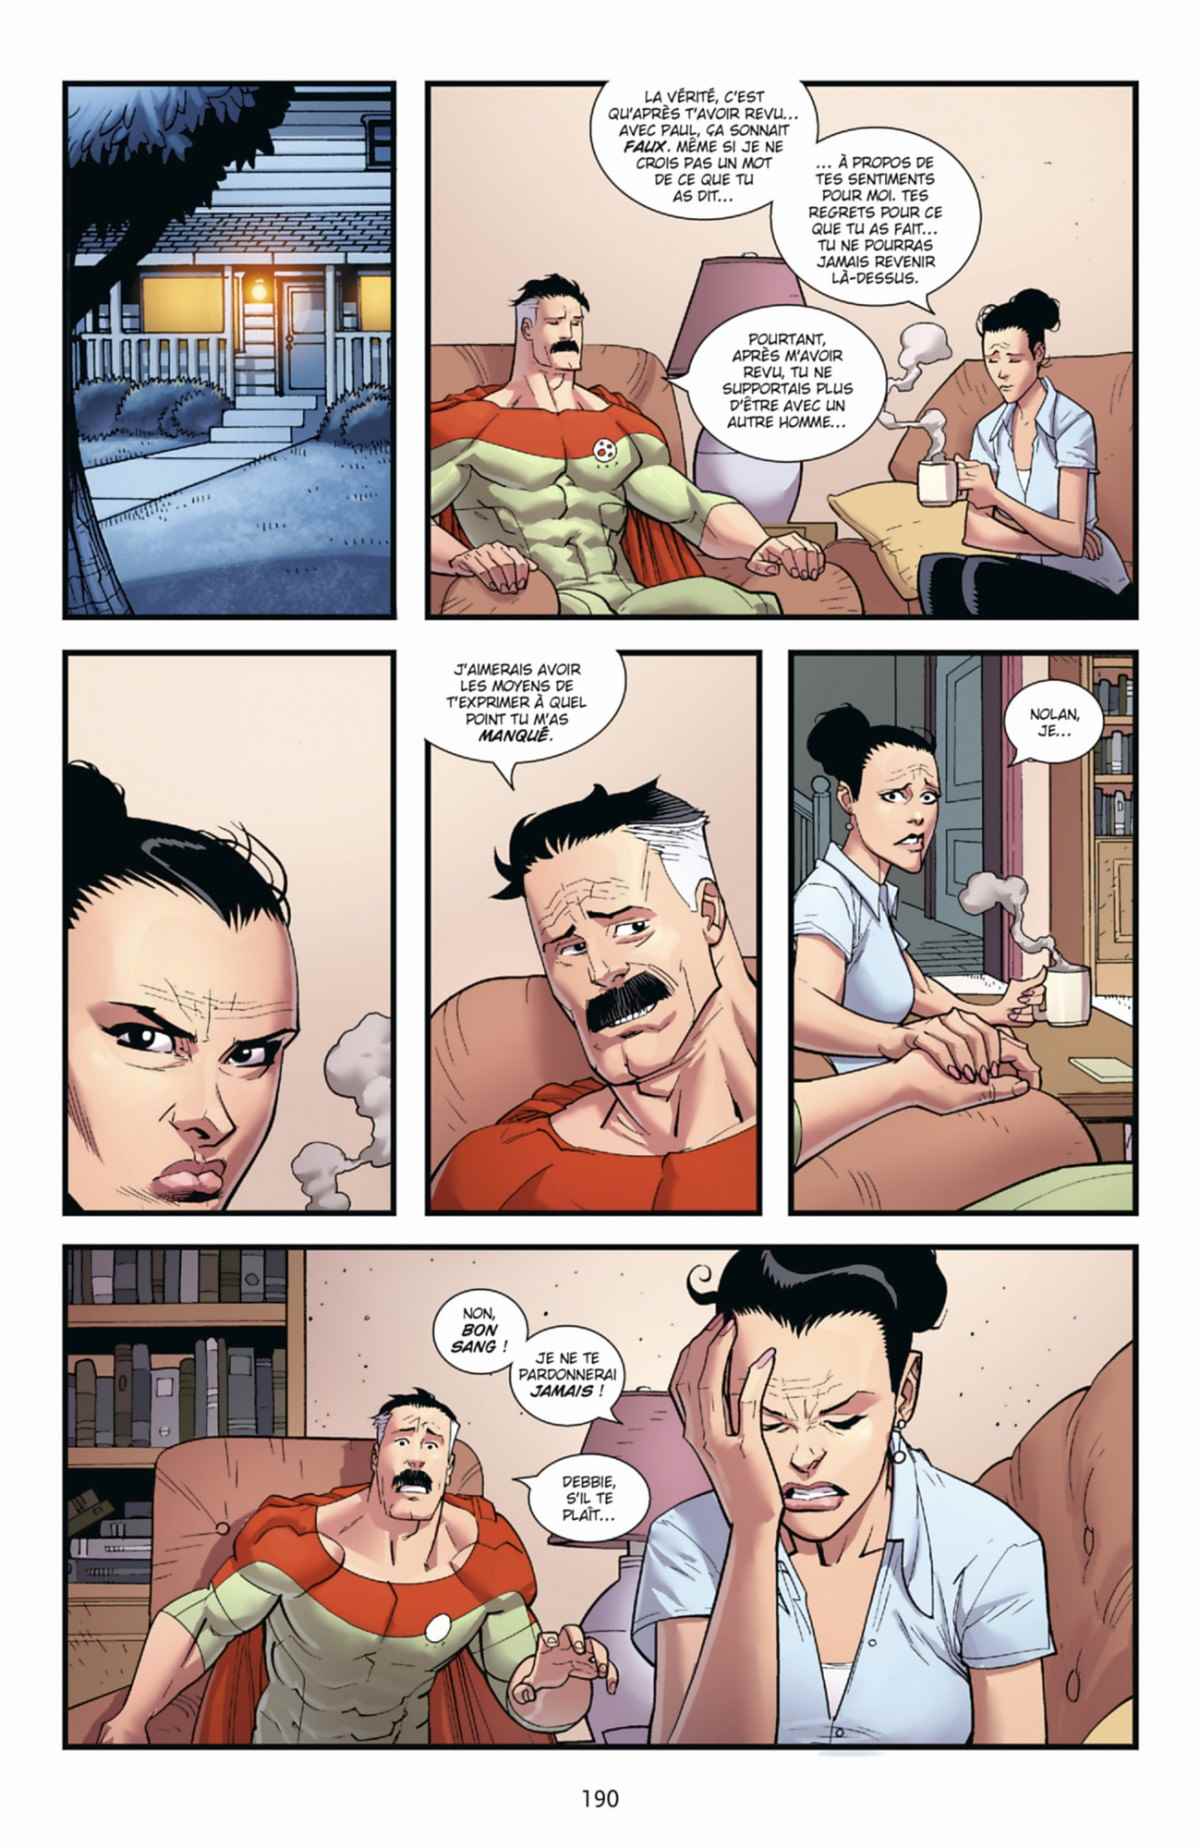 LA VÉRITÉ, C'EST
QU'APRÈS T'AVOIR REVU...
AVEC PAUL, ÇA SONNAIT
FAUX. MÊME SI JE NE
CROIS PAS UN MOT
DE CE QUE TU
AS DIT...
... À PROPOS DE
TES SENTIMENTS
POUR MOI. TES
REGRETS POUR CE
QUE TU AS FAIT...
TU NE POURRAS
JAMAIS REVENIR
LÀ-DESSUS.
POURTANT,
APRÈS M'AVOIR
REVU, TU NE
SUPPORTAIS PLUS
D'ÊTRE AVEC UN
AUTRE HOMME...
J'AIMERAIS AVOIR
LES MOYENS DE
T'EXPRIMER À QUEL
POINT TU M'AS
MANQUÉ.
NOLAN,
JE...
NON,
BON
SANG !
JE NE TE
PARDONNERAI
JAMAIS !
DEBBIE,
S'IL TE
PLAÎT...
190